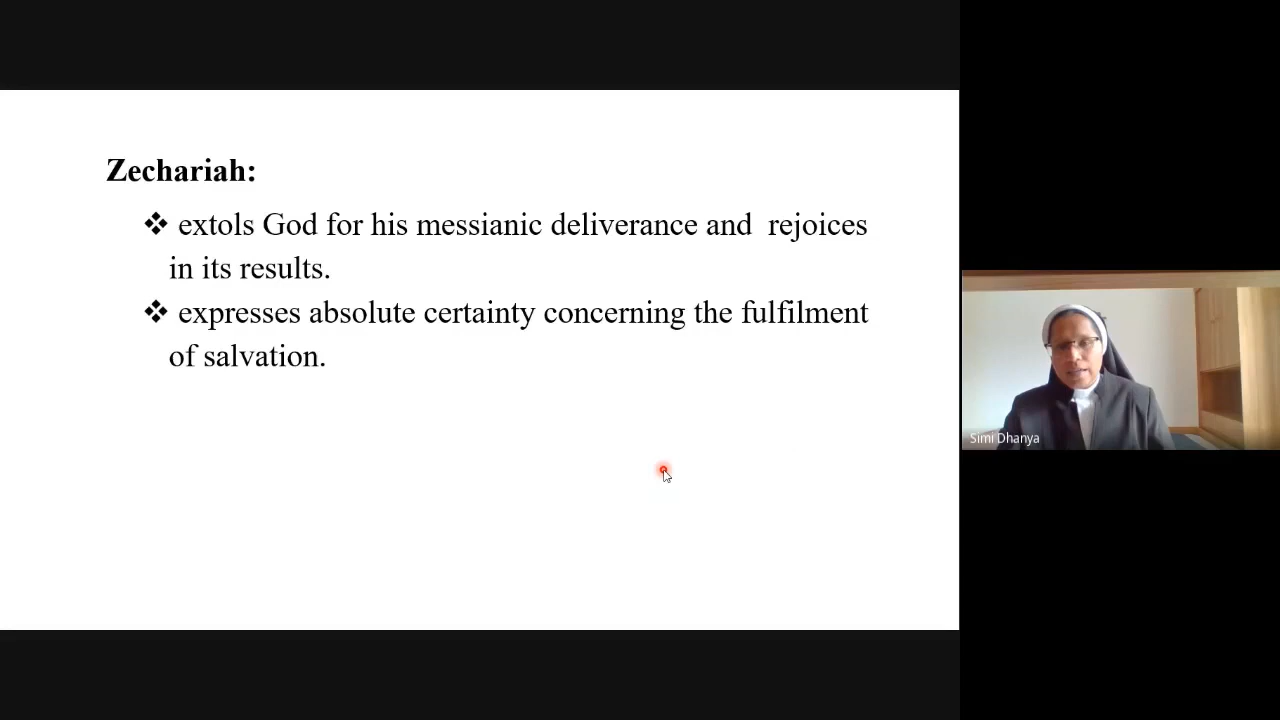 Zechariah:
❖ extols God for his messianic deliverance and rejoices
in its results.
❖ expresses absolute certainty concerning the fulfilment
of salvation.
Simi Dhanya